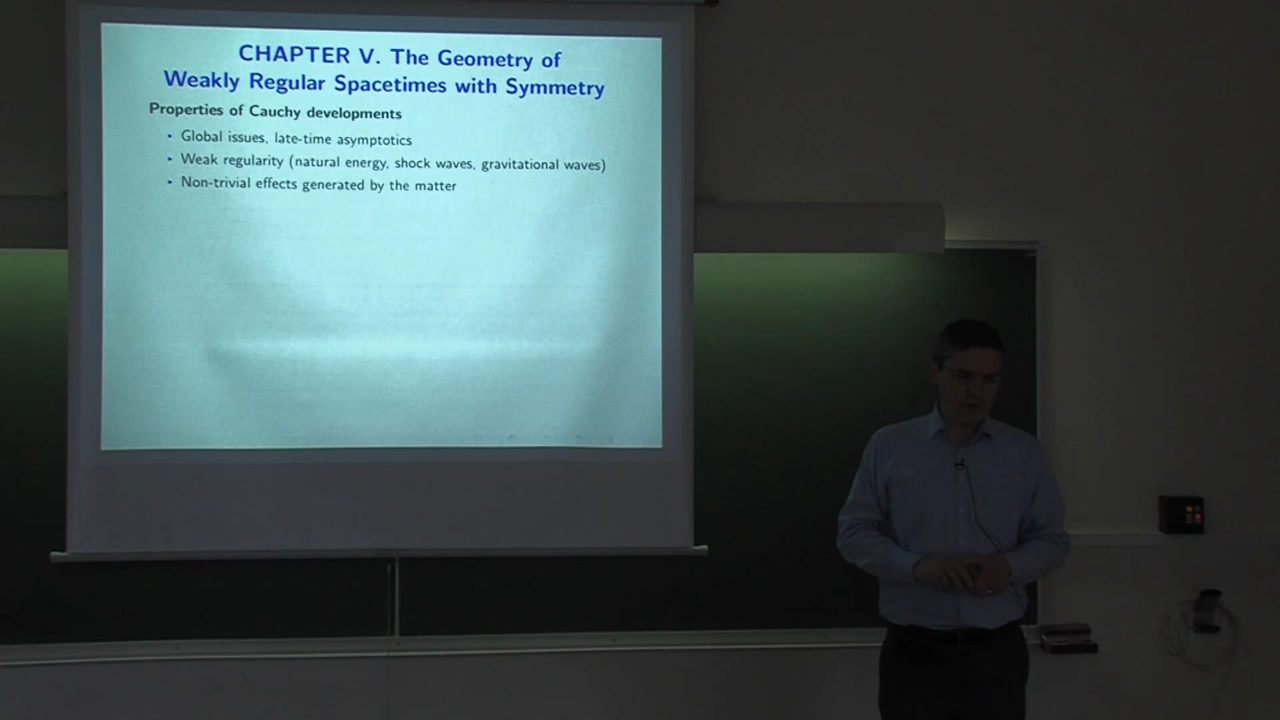 CHAPTER V. The Geometry of
Weakly Regular Spacetimes with Symmetry
Properties of Cauchy developments
• Global issues, late-time asymptotics
• Weak regularity (natural energy, shock waves, gravitational waves)
• Non-trivial effects generated by the matter